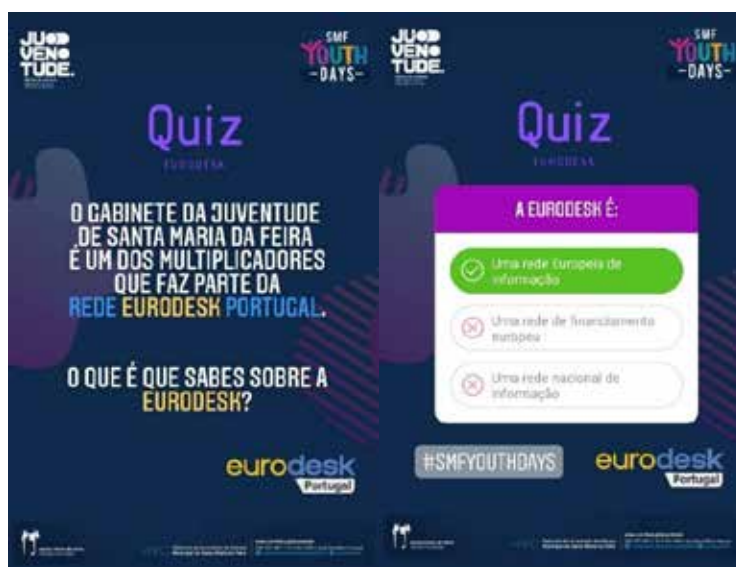 JUVENTUDE.
SMF
YOUTH
-DAYS-
Quiz
EURODESK
O GABINETE DA JUVENTUDE
DE SANTA MARIA DA FEIRA
É UM DOS MULTIPLICADORES
QUE FAZ PARTE DA
REDE EURODESK PORTUGAL.
O QUE É QUE SABES SOBRE A
EURODESK?
eurodesk
Portugal
JUVENTUDE.
SMF
YOUTH
-DAYS-
Quiz
EURODESK
A EURODESK É:
Uma rede Europeia de
informação
Uma rede de financiamento
europeu
Uma rede nacional de
informação
#SMFYOUTHDAYS
eurodesk
Portugal